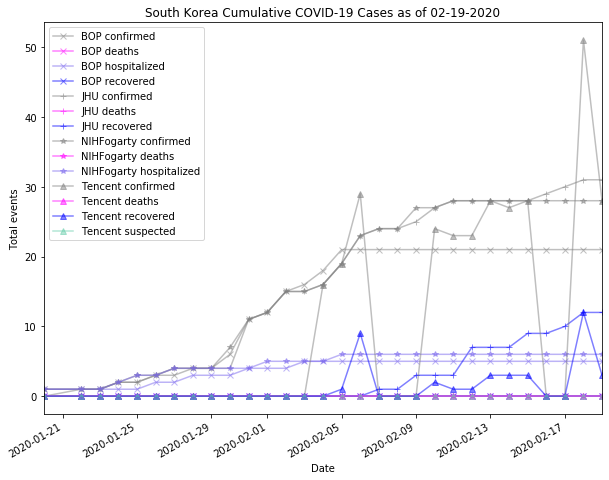 South Korea Cumulative COVID-19 Cases as of 02-19-2020
BOP confirmed
BOP deaths
BOP hospitalized
BOP recovered
JHU confirmed
JHU deaths
JHU recovered
NIHFogarty confirmed
NIHFogarty deaths
NIHFogarty hospitalized
Tencent confirmed
Tencent deaths
Tencent recovered
Tencent suspected
Total events
50
40
30
20
10
0
2020-01-21
2020-01-25
2020-01-29
2020-02-01
2020-02-05
2020-02-09
2020-02-13
2020-02-17
Date